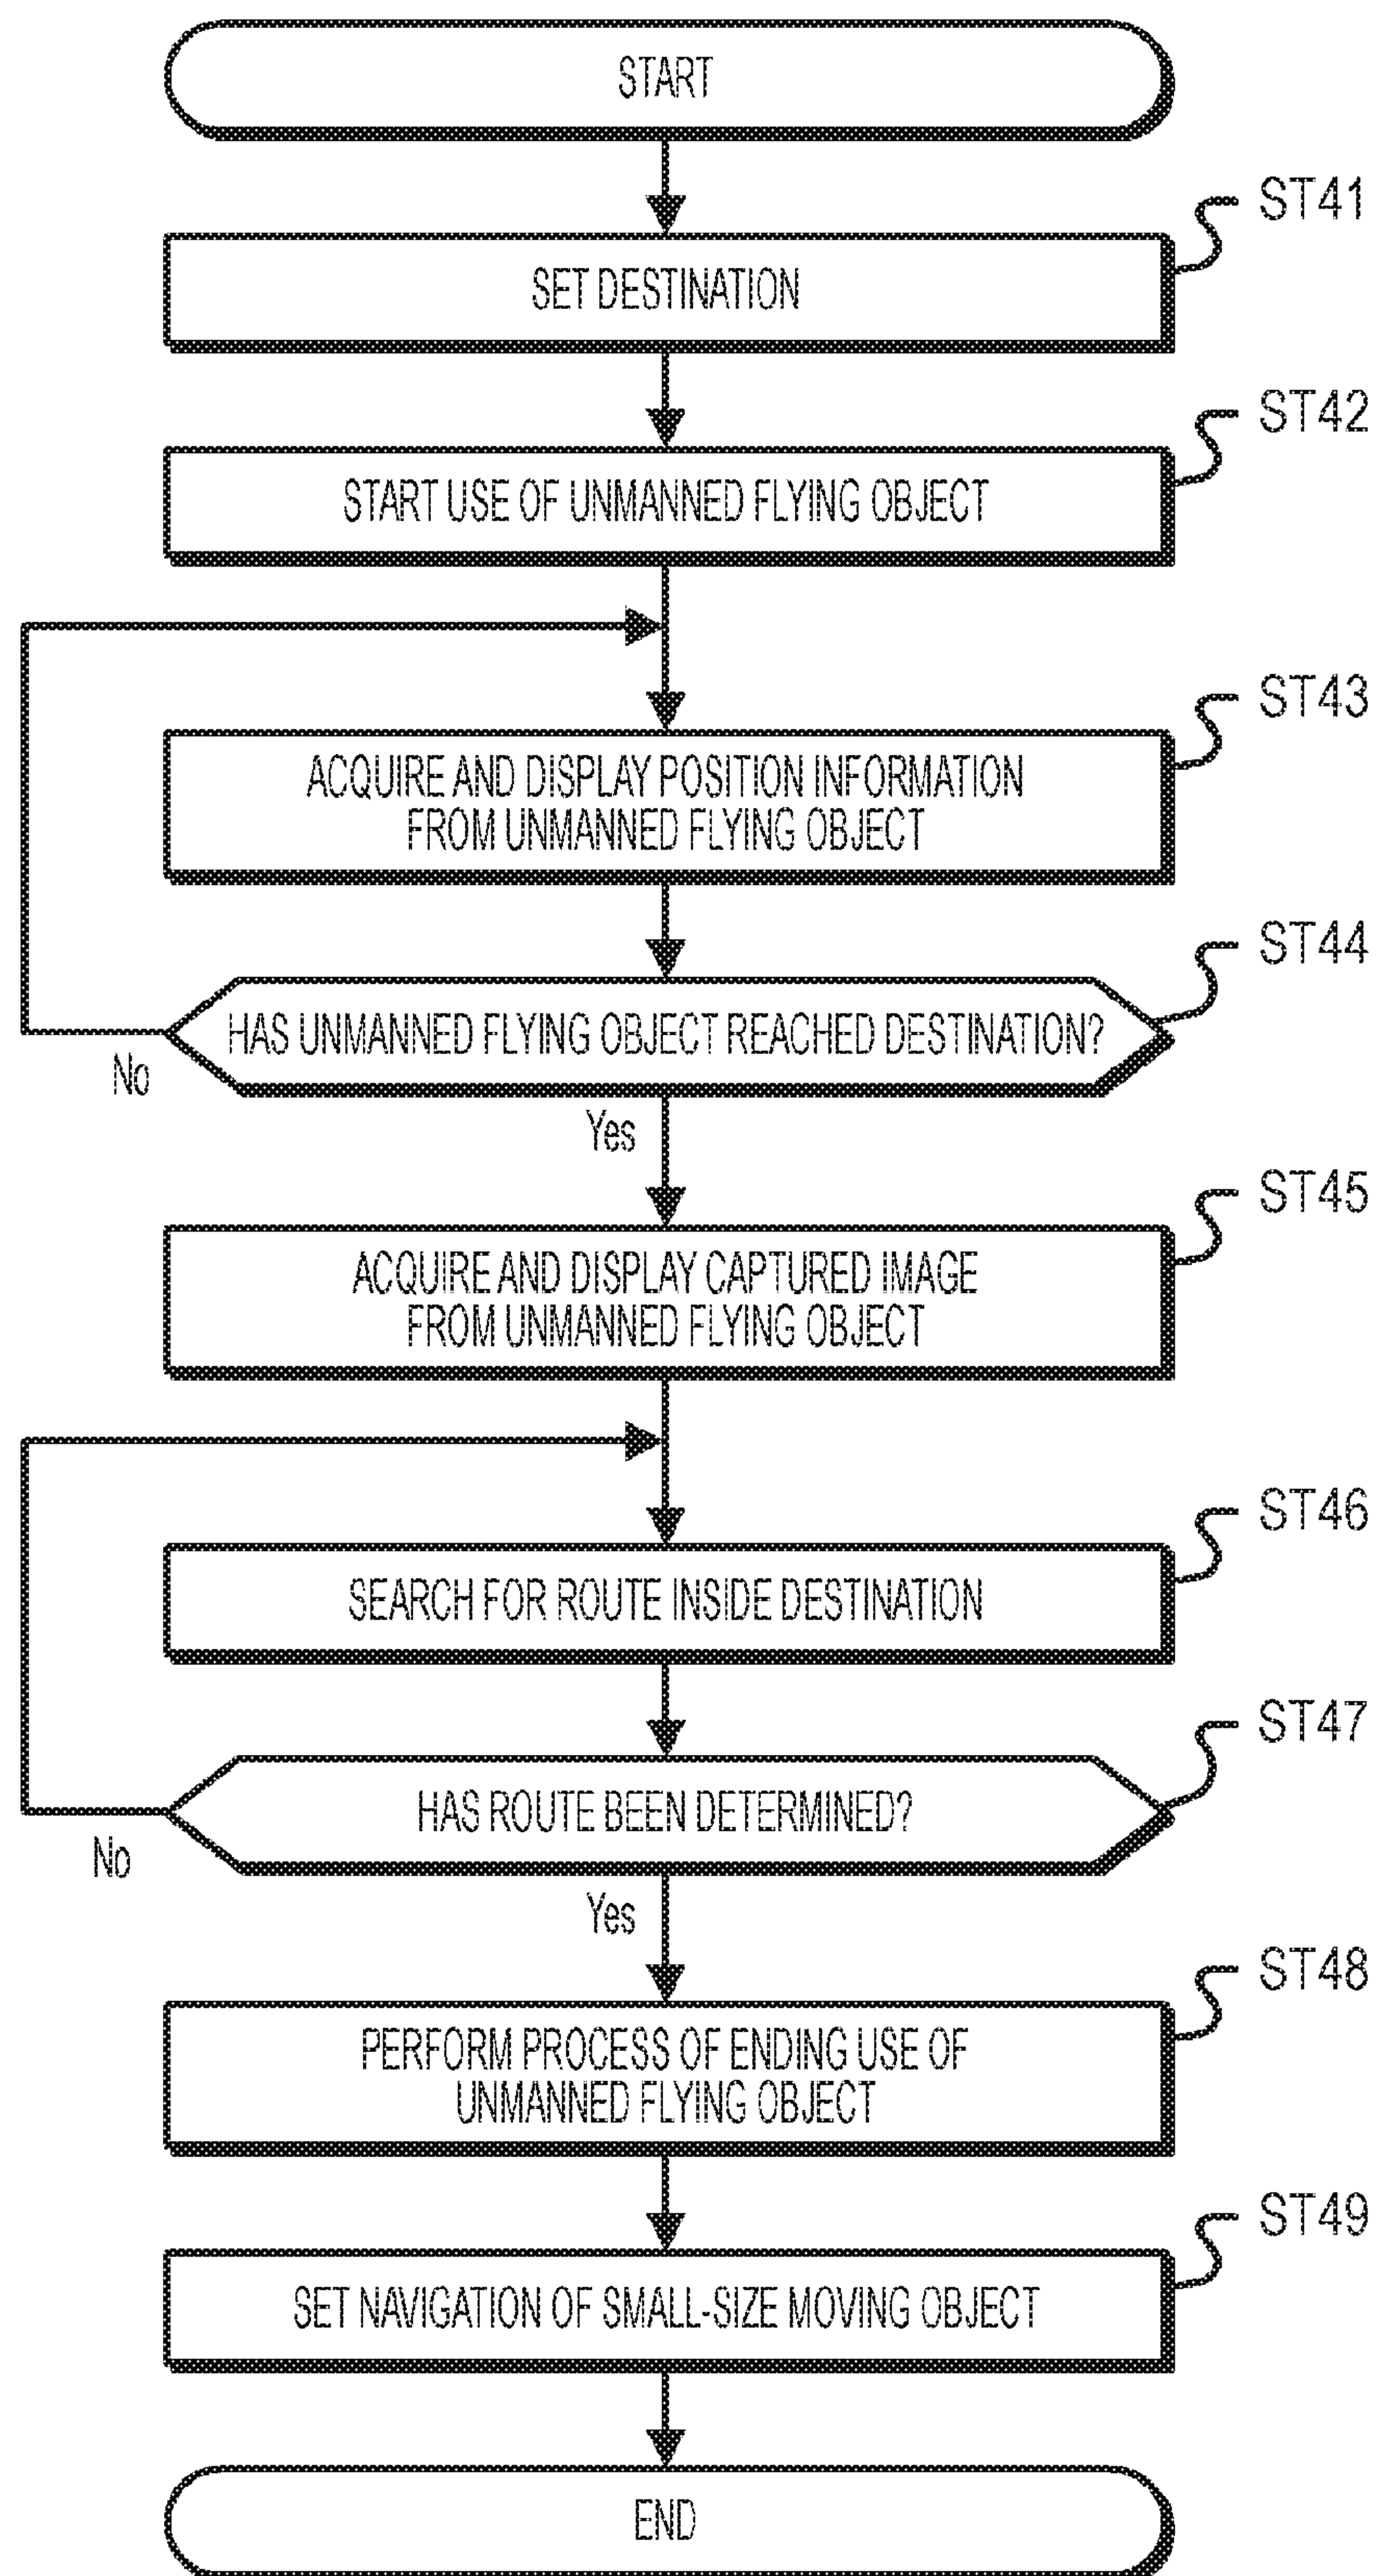 START
ST41
SET DESTINATION
ST42
START USE OF UNMANNED FLYING OBJECT
ST43
ACQUIRE AND DISPLAY POSITION INFORMATION
FROM UNMANNED FLYING OBJECT
ST44
HAS UNMANNED FLYING OBJECT REACHED DESTINATION?
No
Yes
ST45
ACQUIRE AND DISPLAY CAPTURED IMAGE
FROM UNMANNED FLYING OBJECT
ST46
SEARCH FOR ROUTE INSIDE DESTINATION
ST47
HAS ROUTE BEEN DETERMINED?
No
Yes
ST48
PERFORM PROCESS OF ENDING USE OF
UNMANNED FLYING OBJECT
ST49
SET NAVIGATION OF SMALL-SIZE MOVING OBJECT
END